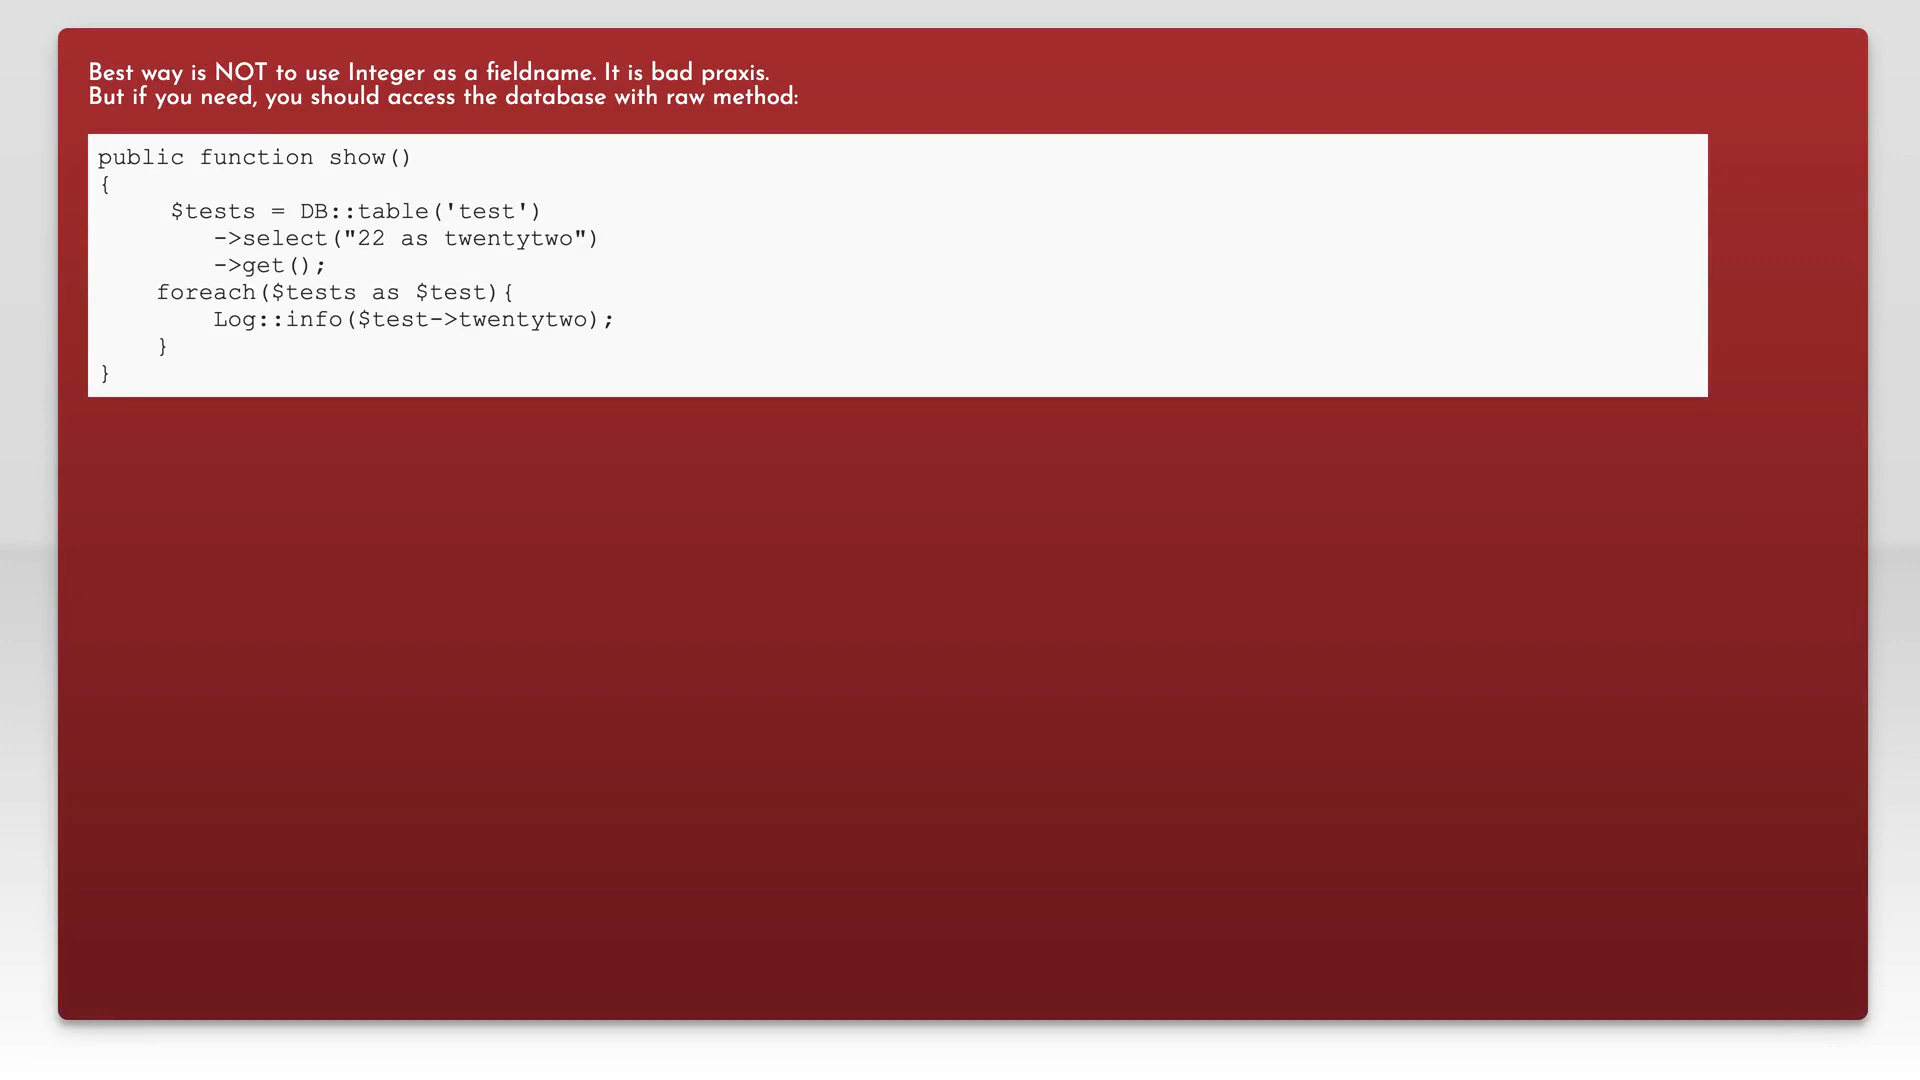 Best way is NOT to use Integer as a fieldname. It is bad praxis.
But if you need, you should access the database with raw method:
public function show()
{
     $tests = DB::table('test')
        ->select("22 as twentytwo")
        ->get();
    foreach($tests as $test){
        Log::info($test->twentytwo);
    }
}